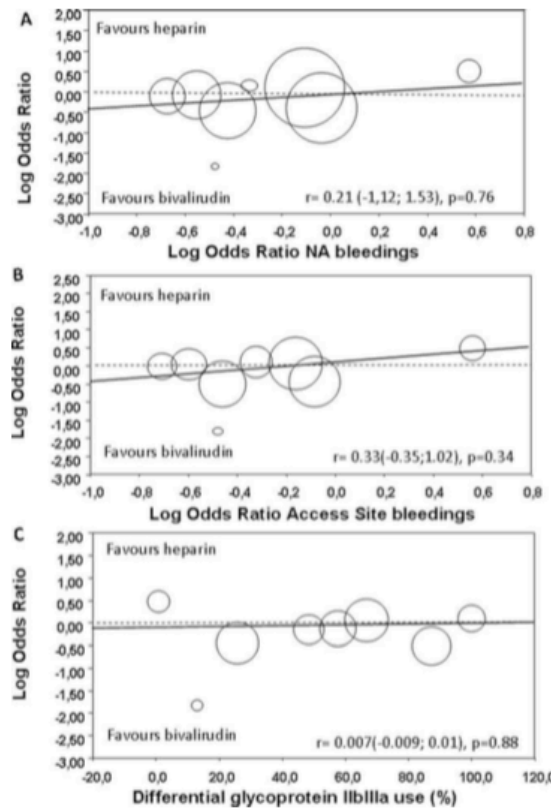 A
2,00
1,50
1,00
0,50
0,00
-0,50
-1,00
-1,50
-2,00
-2,50
-3,00
Log Odds Ratio
Favours heparin
Favours bivalirudin
r= 0.21 (-1,12; 1.53), p=0.76
-1,0 -0,8 -0,6 -0,4 -0,2 0,0 0,2 0,4 0,6 0,8
Log Odds Ratio NA bleedings
B
2,50
2,00
1,50
1,00
0,50
0,00
-0,50
-1,00
-1,50
-2,00
-2,50
-3,00
Log Odds Ratio
Favours heparin
Favours bivalirudin
r= 0.33(-0.35;1.02), p=0.34
-1,0 -0,8 -0,6 -0,4 -0,2 0,0 0,2 0,4 0,6 0,8
Log Odds Ratio Access Site bleedings
C
2,00
1,50
1,00
0,50
0,00
-0,50
-1,00
-1,50
-2,00
-2,50
-3,00
Log Odds Ratio
Favours heparin
Favours bivalirudin
r= 0.007(-0.009; 0.01), p=0.88
-20,0 0,0 20,0 40,0 60,0 80,0 100,0 120,0
Differential glycoprotein IIbIIIa use (%)